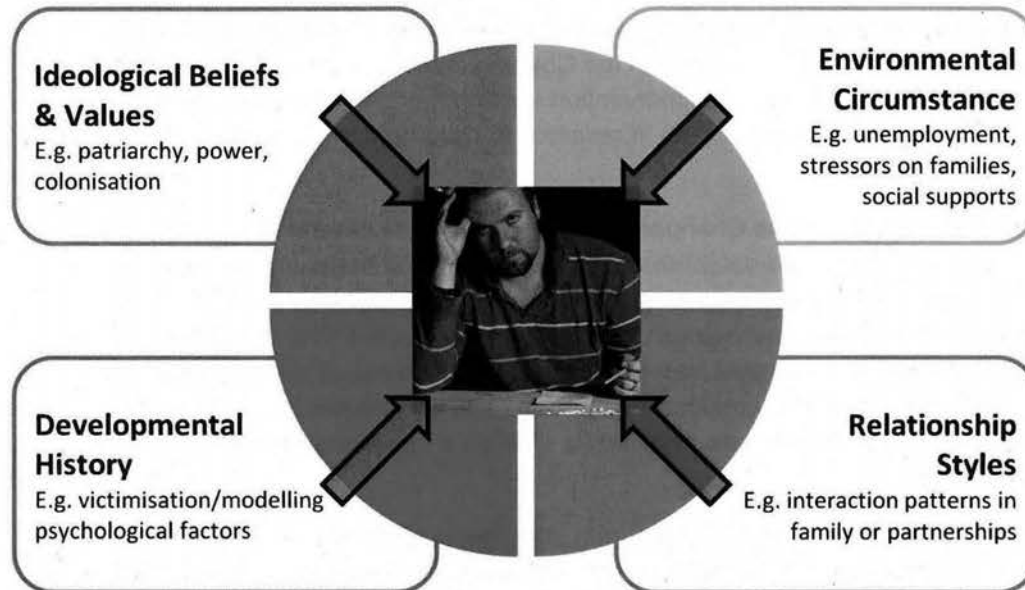 Ideological Beliefs
& Values
E.g. patriarchy, power,
colonisation
Environmental
Circumstance
E.g. unemployment,
stressors on families,
social supports
Developmental
History
E.g. victimisation/modelling
psychological factors
Relationship
Styles
E.g. interaction patterns in
family or partnerships